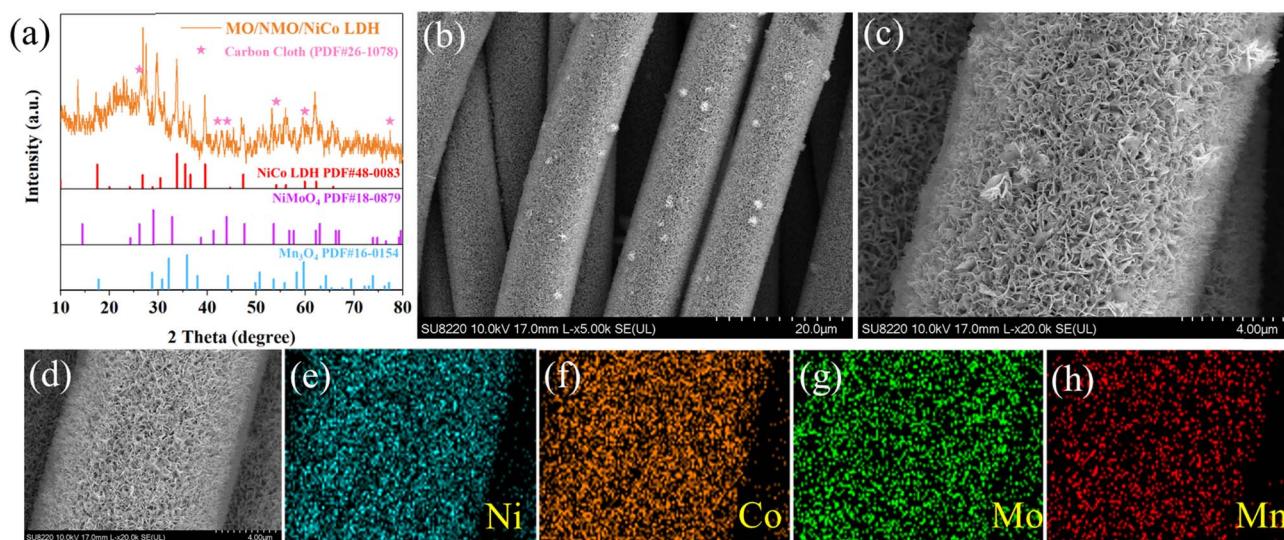 (a)
MO/NMO/NiCo LDH
Carbon Cloth (PDF#26-1078)
NiCo LDH PDF#48-0083
NiMoO₄ PDF#18-0879
Mn₃O₄ PDF#16-0154
Intensity (a.u.)
10 20 30 40 50 60 70 80
2 Theta (degree)
(b)
SU8220 10.0kV 17.0mm L-x5.00k SE(UL) 20.0μm
(c)
SU8220 10.0kV 17.0mm L-x20.0k SE(UL) 4.00μm
(d)
SU8220 10.0kV 17.0mm L-x20.0k SE(UL) 4.00μm
(e)
Ni
(f)
Co
(g)
Mo
(h)
Mn